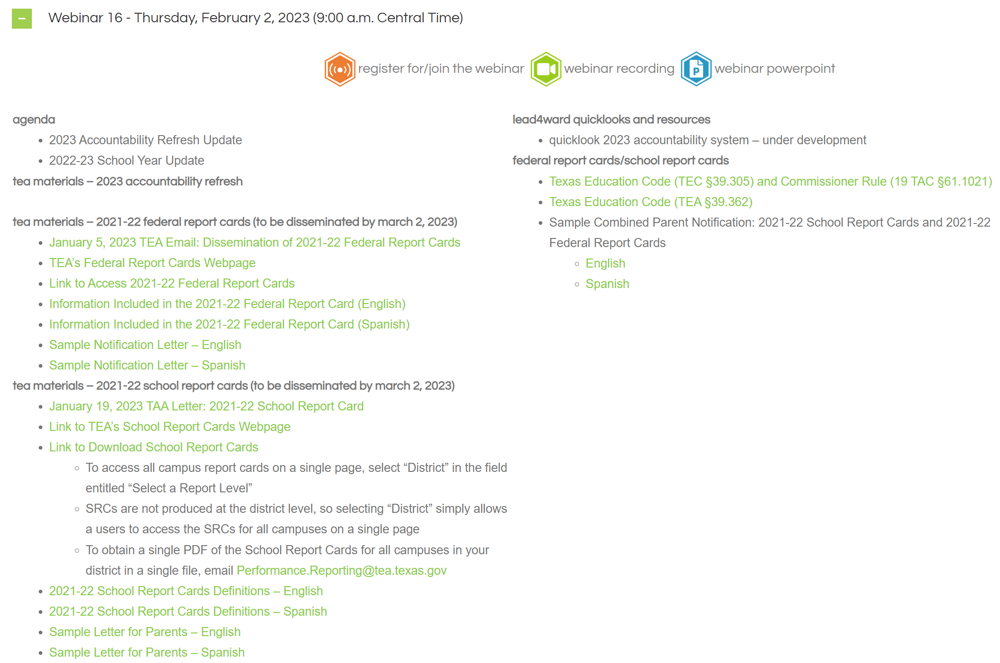 Webinar 16 - Thursday, February 2, 2023 (9:00 a.m. Central Time)
register for/join the webinar
webinar recording
P
webinar powerpoint
agenda
• 2023 Accountability Refresh Update
• 2022-23 School Year Update
tea materials – 2023 accountability refresh
tea materials – 2021-22 federal report cards (to be disseminated by march 2, 2023)
• January 5, 2023 TEA Email: Dissemination of 2021-22 Federal Report Cards
• TEA’s Federal Report Cards Webpage
• Link to Access 2021-22 Federal Report Cards
• Information Included in the 2021-22 Federal Report Card (English)
• Information Included in the 2021-22 Federal Report Card (Spanish)
• Sample Notification Letter – English
• Sample Notification Letter – Spanish
tea materials – 2021-22 school report cards (to be disseminated by march 2, 2023)
• January 19, 2023 TAA Letter: 2021-22 School Report Card
• Link to TEA’s School Report Cards Webpage
• Link to Download School Report Cards
◦ To access all campus report cards on a single page, select “District” in the field
entitled “Select a Report Level”
◦ SRCs are not produced at the district level, so selecting “District” simply allows
a users to access the SRCs for all campuses on a single page
◦ To obtain a single PDF of the School Report Cards for all campuses in your
district in a single file, email Performance.Reporting@tea.texas.gov
• 2021-22 School Report Cards Definitions – English
• 2021-22 School Report Cards Definitions – Spanish
• Sample Letter for Parents – English
• Sample Letter for Parents – Spanish
lead4ward quicklooks and resources
• quicklook 2023 accountability system – under development
federal report cards/school report cards
• Texas Education Code (TEC §39.305) and Commissioner Rule (19 TAC §61.1021)
• Texas Education Code (TEA §39.362)
• Sample Combined Parent Notification: 2021-22 School Report Cards and 2021-22
Federal Report Cards
◦ English
◦ Spanish